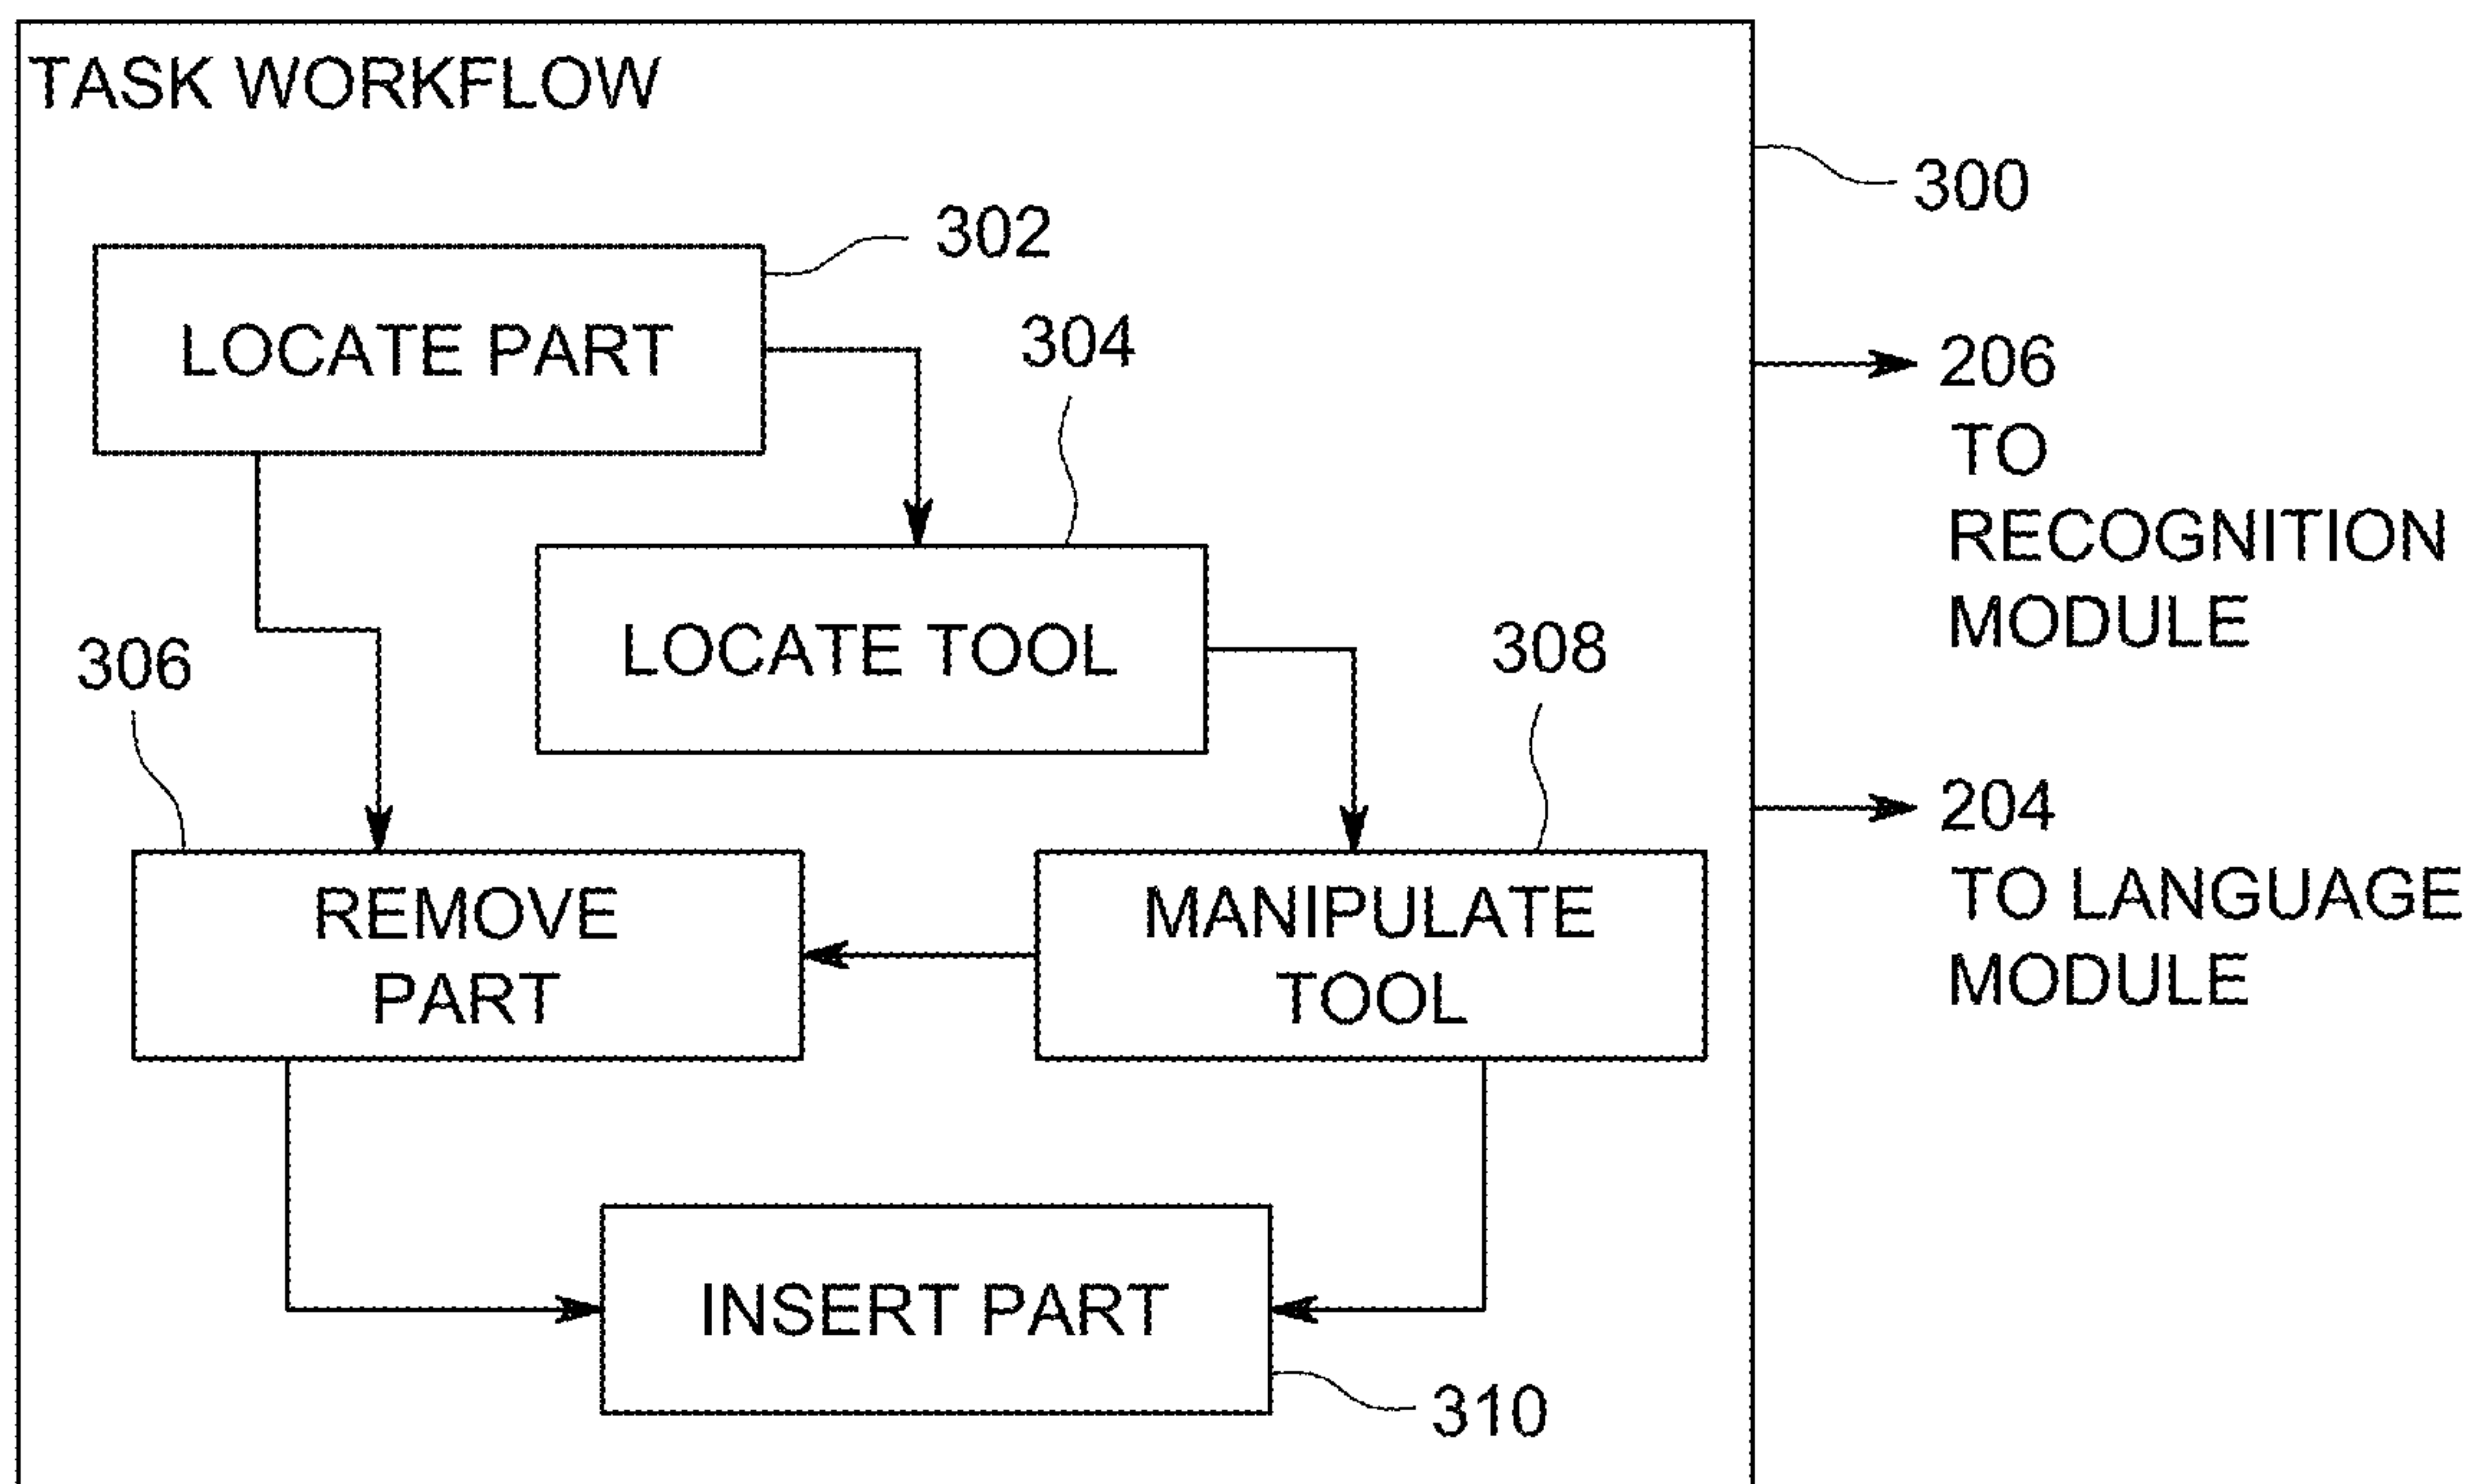 TASK WORKFLOW
300
302
LOCATE PART
304
206
TO
RECOGNITION
MODULE
LOCATE TOOL
306
308
204
TO LANGUAGE
MODULE
REMOVE
PART
MANIPULATE
TOOL
INSERT PART
310